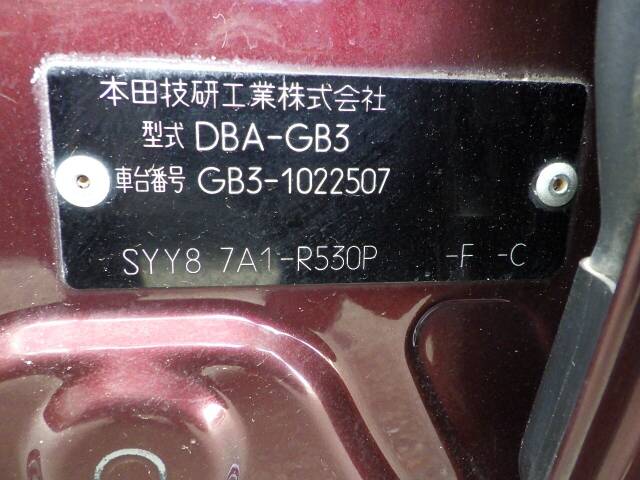 本田技研工業株式会社
型式 DBA-GB3
車台番号 GB3-1022507
SYY8 7A1-R530P -F -C